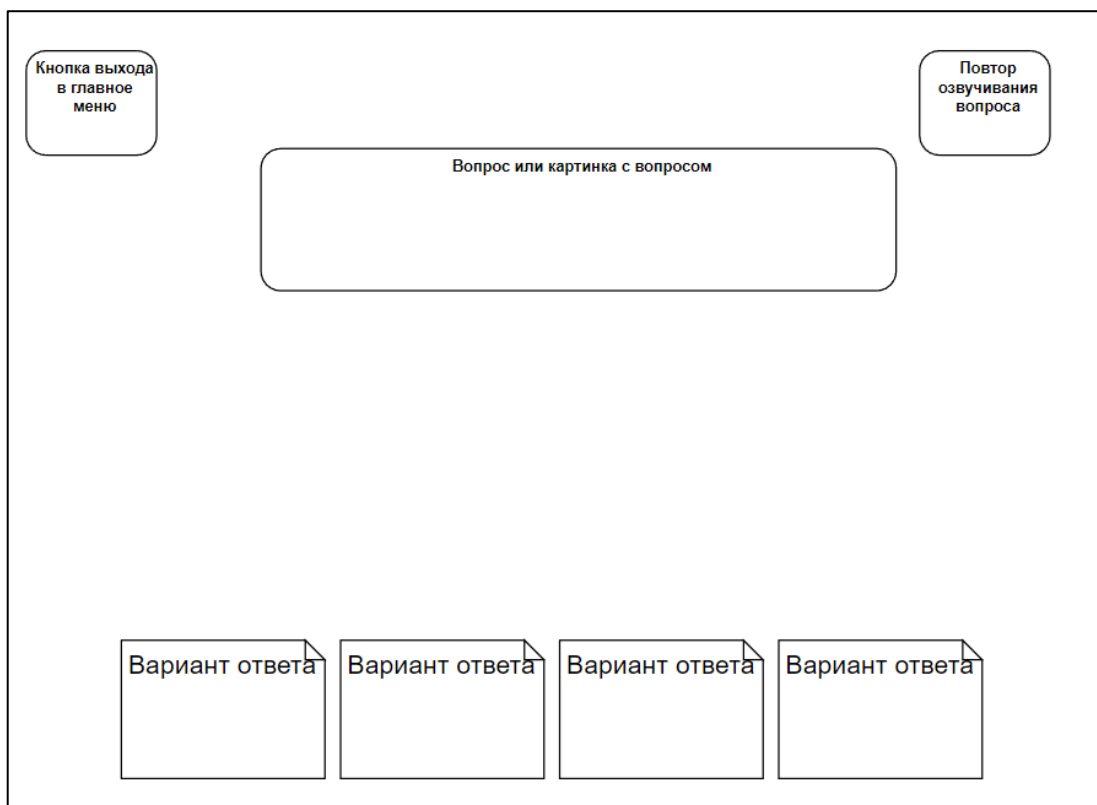 Кнопка выхода
в главное
меню
Повтор
озвучивания
вопроса
Вопрос или картинка с вопросом
Вариант ответа
Вариант ответа
Вариант ответа
Вариант ответа